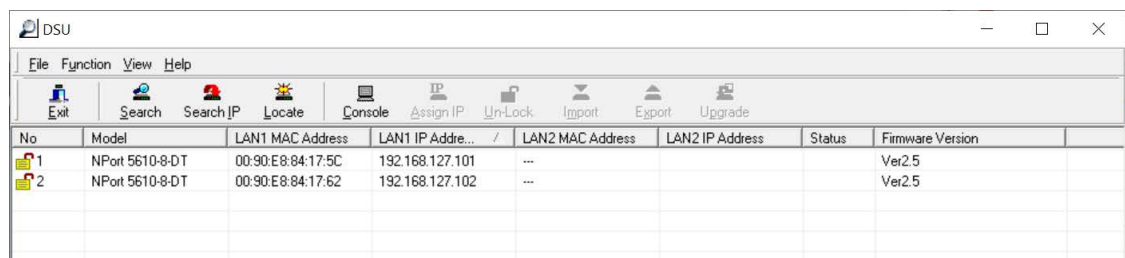 DSU
File Function View Help
Exit Search Search IP Locate Console Assign IP Un-Lock Import Export Upgrade
No Model LAN1 MAC Address LAN1 IP Addre... / LAN2 MAC Address LAN2 IP Address Status Firmware Version
1 NPort 5610-8-DT 00:90:E8:84:17:5C 192.168.127.101 --- Ver2.5
2 NPort 5610-8-DT 00:90:E8:84:17:62 192.168.127.102 --- Ver2.5